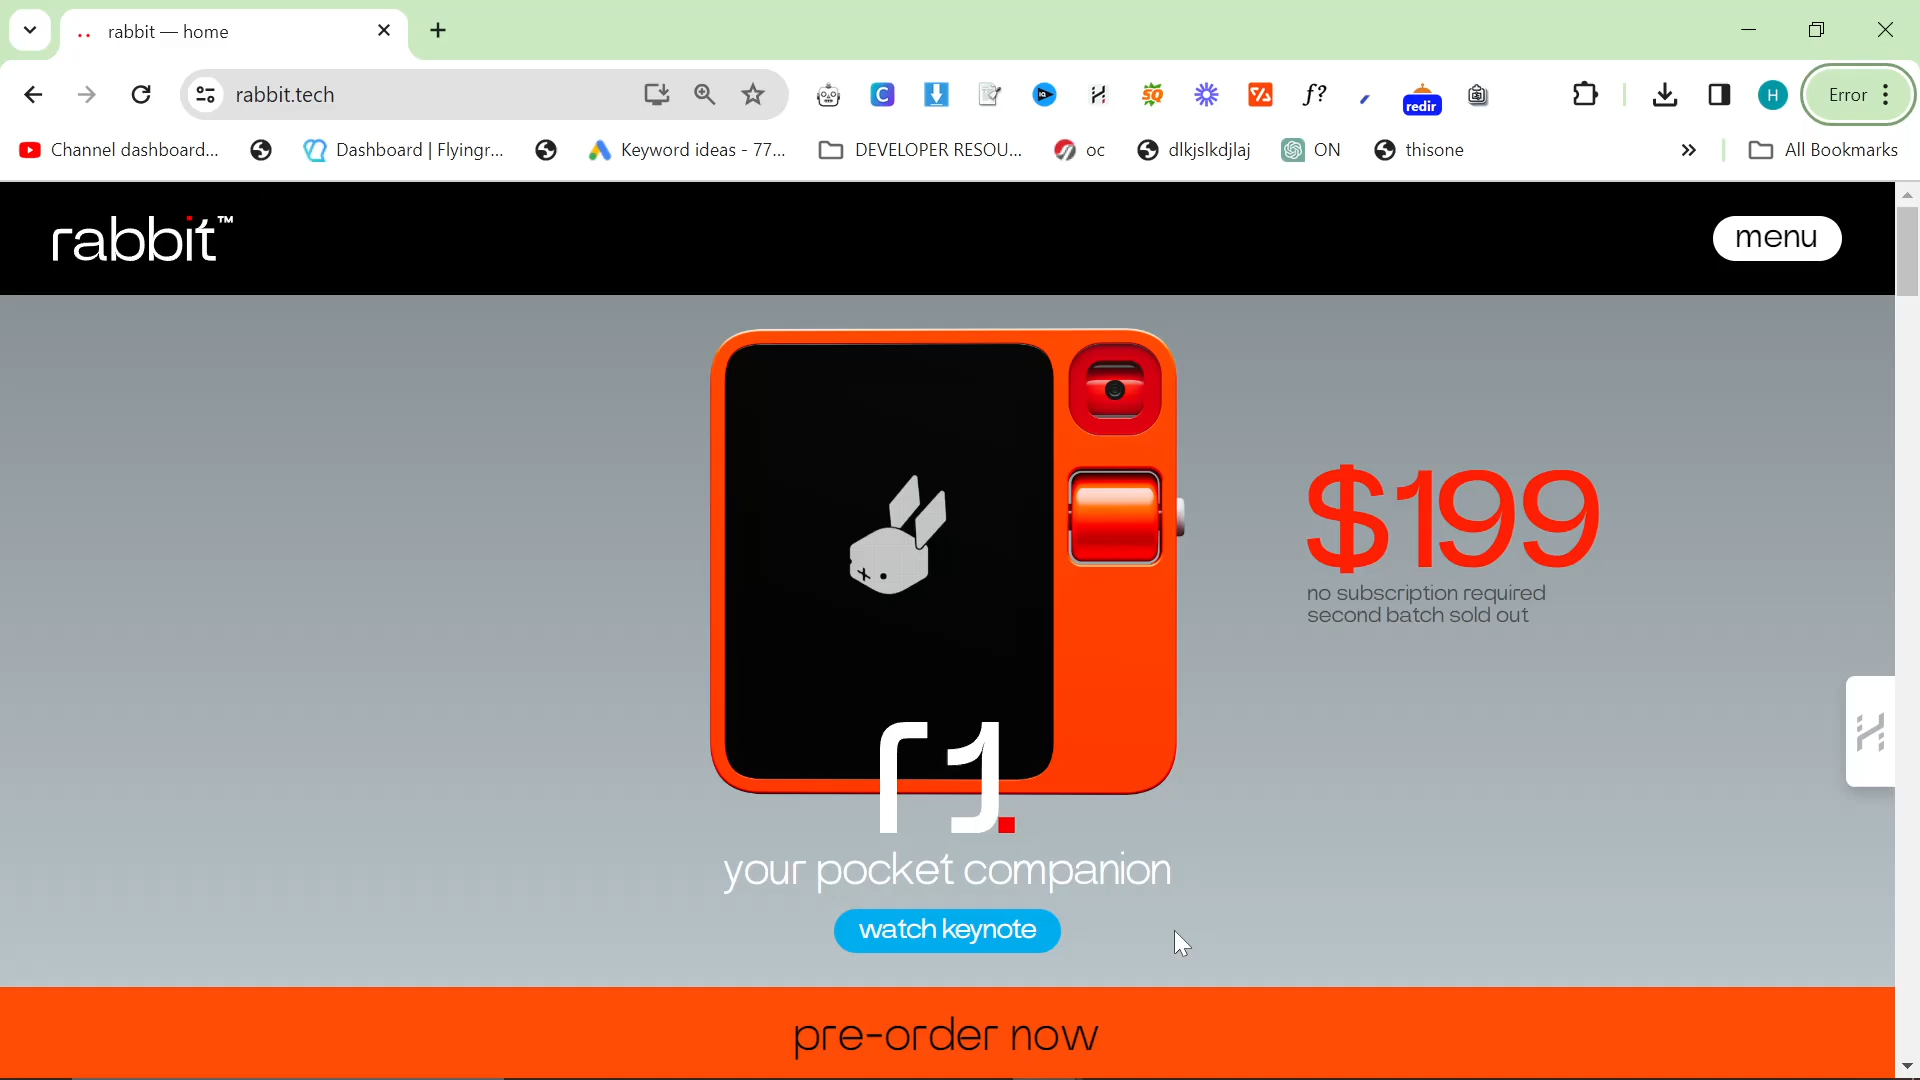 rabbit — home
rabbit.tech
C
f?
redir
H
Error
Channel dashboard...
Dashboard | Flyingr...
Keyword ideas - 77...
DEVELOPER RESOU...
oc
dlkjslkdjlaj
ON
thisone
All Bookmarks
rabbit™
menu
$199
no subscription required
second batch sold out
r1.
your pocket companion
watch keynote
pre-order now